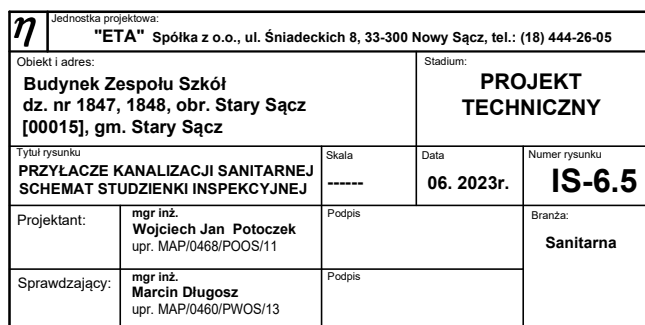 η
Jednostka projektowa:
"ETA" Spółka z o.o., ul. Śniadeckich 8, 33-300 Nowy Sącz, tel.: (18) 444-26-05
Obiekt i adres:
Budynek Zespołu Szkół
dz. nr 1847, 1848, obr. Stary Sącz
[00015], gm. Stary Sącz
Stadium:
PROJEKT
TECHNICZNY
Tytuł rysunku
PRZYŁACZE KANALIZACJI SANITARNEJ
SCHEMAT STUDZIENKI INSPEKCYJNEJ
Skala
------
Data
06. 2023r.
Numer rysunku
IS-6.5
Projektant:
mgr inż.
Wojciech Jan Potoczek
upr. MAP/0468/POOS/11
Podpis
Branża:
Sanitarna
Sprawdzający:
mgr inż.
Marcin Długosz
upr. MAP/0460/PWOS/13
Podpis